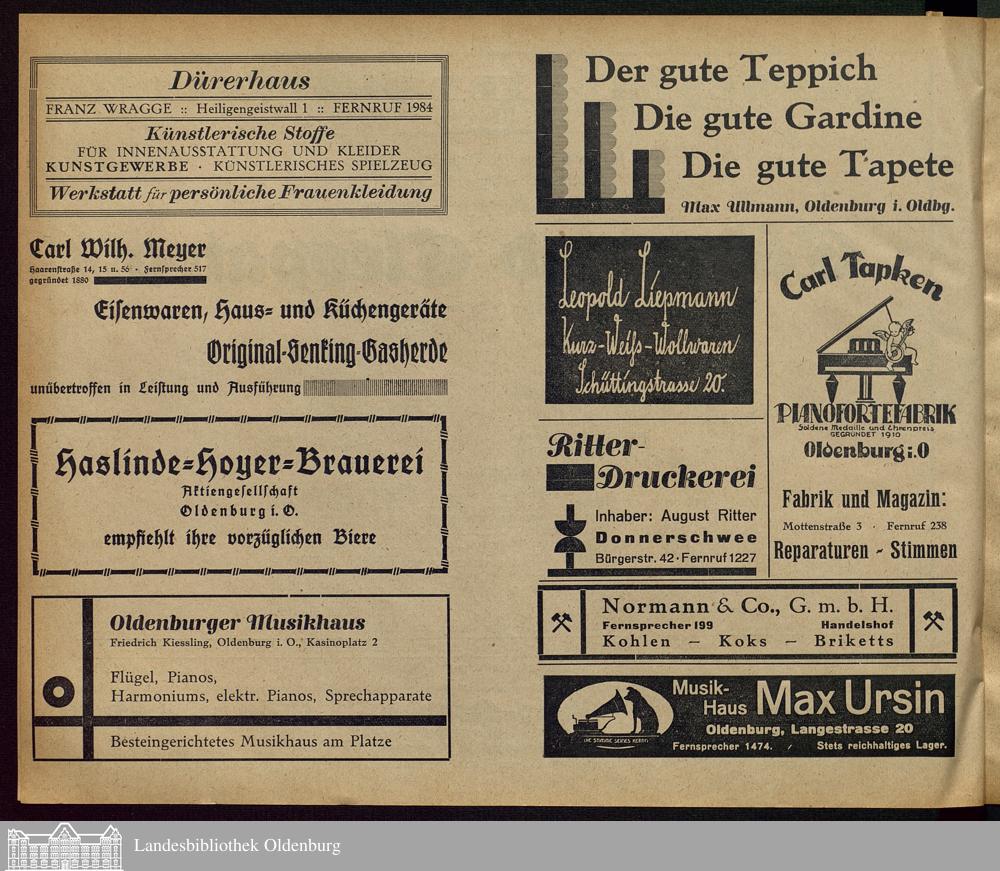 Dürerhaus
FRANZ WRAGGE :: Heiligengeistwall 1 :: FERNRUF 1984
Künstlerische Stoffe
FÜR INNENAUSSTATTUNG UND KLEIDER
KUNSTGEWERBE · KÜNSTLERISCHES SPIELZEUG
Werkstatt für persönliche Frauenkleidung
Carl Wilh. Meyer
Haarenstraße 14, 15 u. 56 · Fernsprecher 517
gegründet 1880
Eisenwaren, Haus- und Küchengeräte
Original-Senking-Gasherde
unübertroffen in Leistung und Ausführung
Haslinde-Hoyer-Brauerei
Aktiengesellschaft
Oldenburg i. O.
empfiehlt ihre vorzüglichen Biere
Oldenburger Musikhaus
Friedrich Kiessling, Oldenburg i. O., Kasinoplatz 2
Flügel, Pianos,
Harmoniums, elektr. Pianos, Sprechapparate
Besteingerichtetes Musikhaus am Platze
Der gute Teppich
Die gute Gardine
Die gute Tapete
Max Ullmann, Oldenburg i. Oldbg.
Leopold Liepmann
Kurz-Weiß-Wollwaren
Schüttingstrasse 20.
Carl Tapken
PIANOFORTEFABRIK
Goldene Medaille und Ehrenpreis
GEGRÜNDET 1910
Oldenburg i. O
Fabrik und Magazin:
Mottenstraße 3 · Fernruf 238
Reparaturen - Stimmen
Ritter-
Druckerei
Inhaber: August Ritter
Donnerschwee
Bürgerstr. 42 · Fernruf 1227
Normann & Co., G. m. b. H.
Fernsprecher 199 Handelshof
Kohlen — Koks — Briketts
Musik-
Haus Max Ursin
Oldenburg, Langestrasse 20
DIE STIMME SEINES HERRN
Fernsprecher 1474. / Stets reichhaltiges Lager.
Landesbibliothek Oldenburg